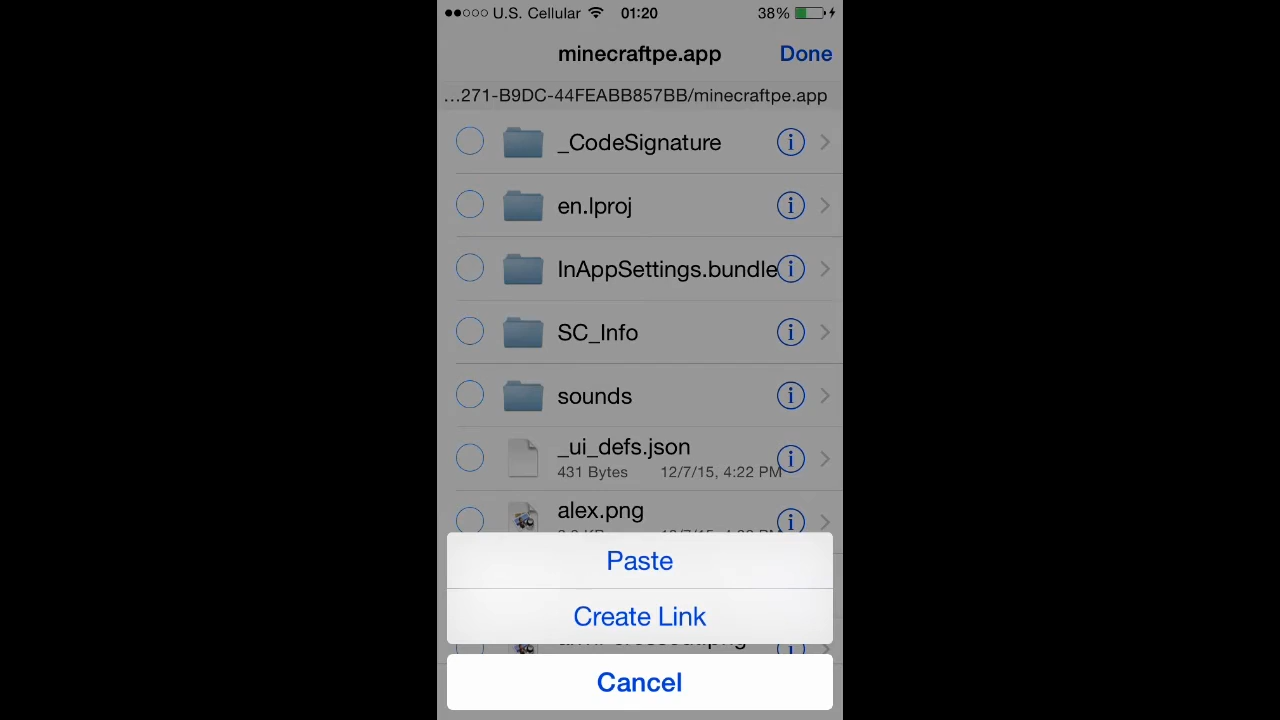 U.S. Cellular 01:20 38%
minecraftpe.app Done
...271-B9DC-44FEABB857BB/minecraftpe.app
_CodeSignature
en.lproj
InAppSettings.bundle
SC_Info
sounds
_ui_defs.json
431 Bytes 12/7/15, 4:22 PM
alex.png
Paste
Create Link
Cancel